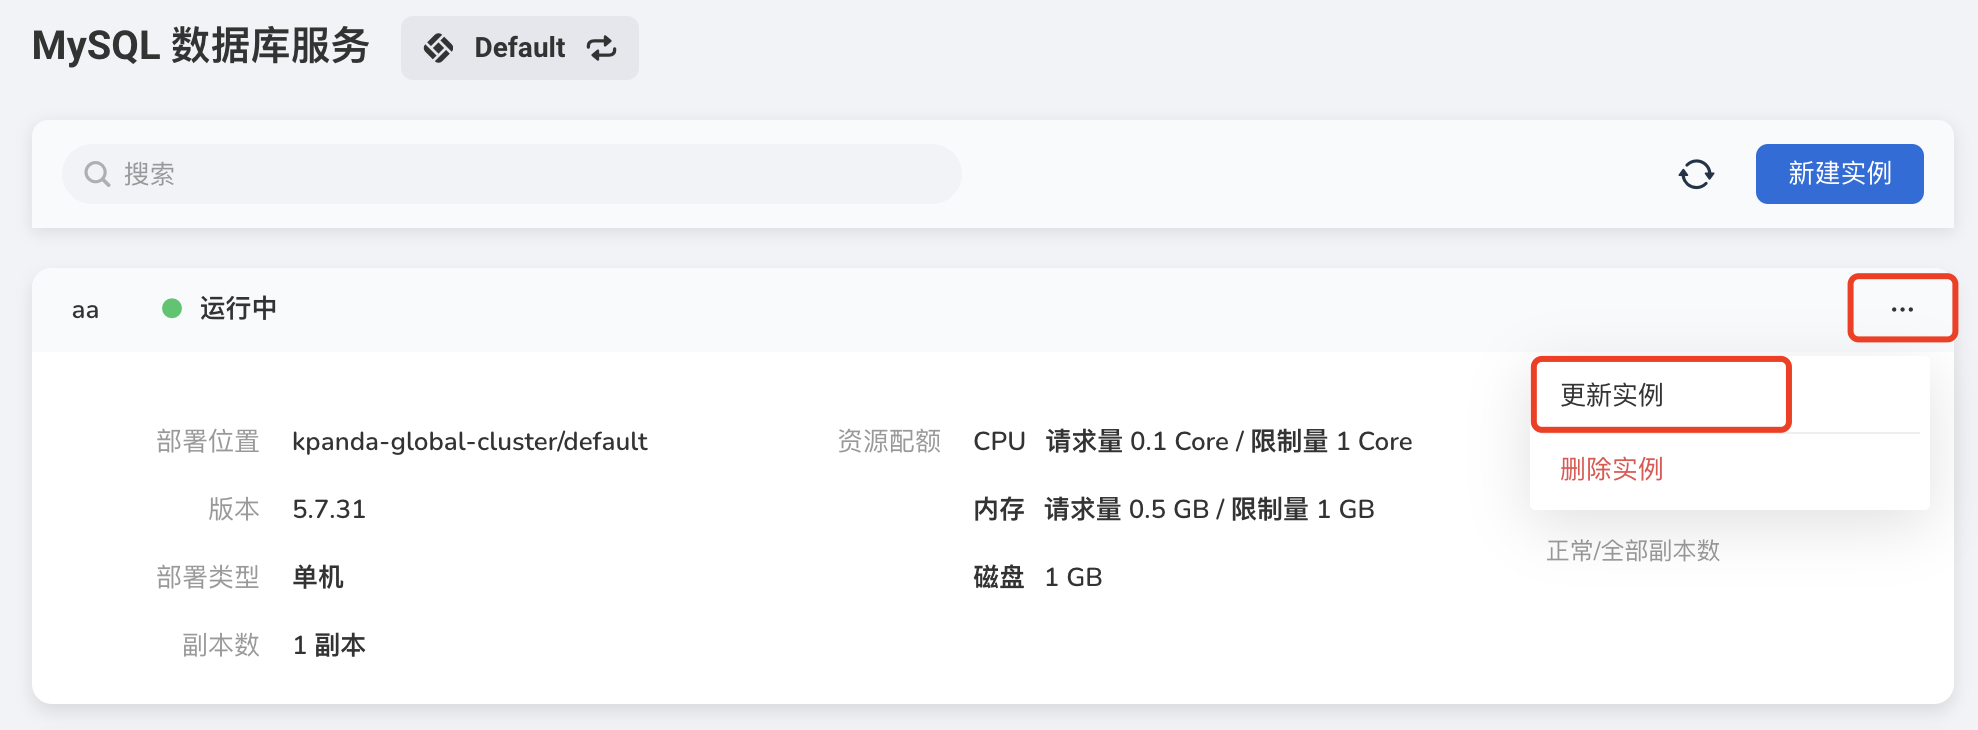 MySQL 数据库服务 Default
搜索 新建实例
aa 运行中 ...
更新实例
删除实例
部署位置 kpanda-global-cluster/default
版本 5.7.31
部署类型 单机
副本数 1 副本
资源配额 CPU 请求量 0.1 Core / 限制量 1 Core
内存 请求量 0.5 GB / 限制量 1 GB
磁盘 1 GB
正常/全部副本数